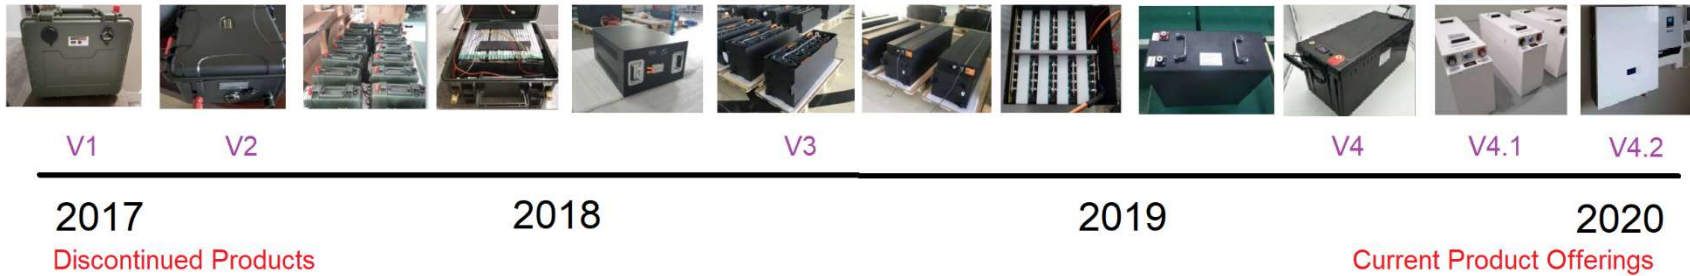 V1 V2 V3 V4 V4.1 V4.2
2017 2018 2019 2020
Discontinued Products Current Product Offerings